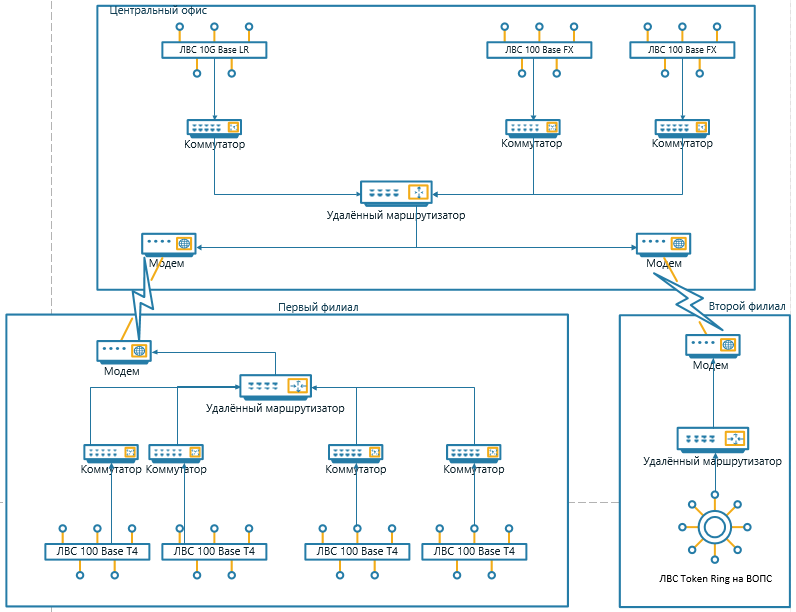 Центральный офис
ЛВС 10G Base LR
ЛВС 100 Base FX
ЛВС 100 Base FX
Коммутатор
Коммутатор
Коммутатор
Удалённый маршрутизатор
Модем
Модем
Первый филиал
Второй филиал
Модем
Модем
Удалённый маршрутизатор
Удалённый маршрутизатор
Коммутатор
Коммутатор
Коммутатор
Коммутатор
ЛВС 100 Base T4
ЛВС 100 Base T4
ЛВС 100 Base T4
ЛВС 100 Base T4
ЛВС Token Ring на ВОПС